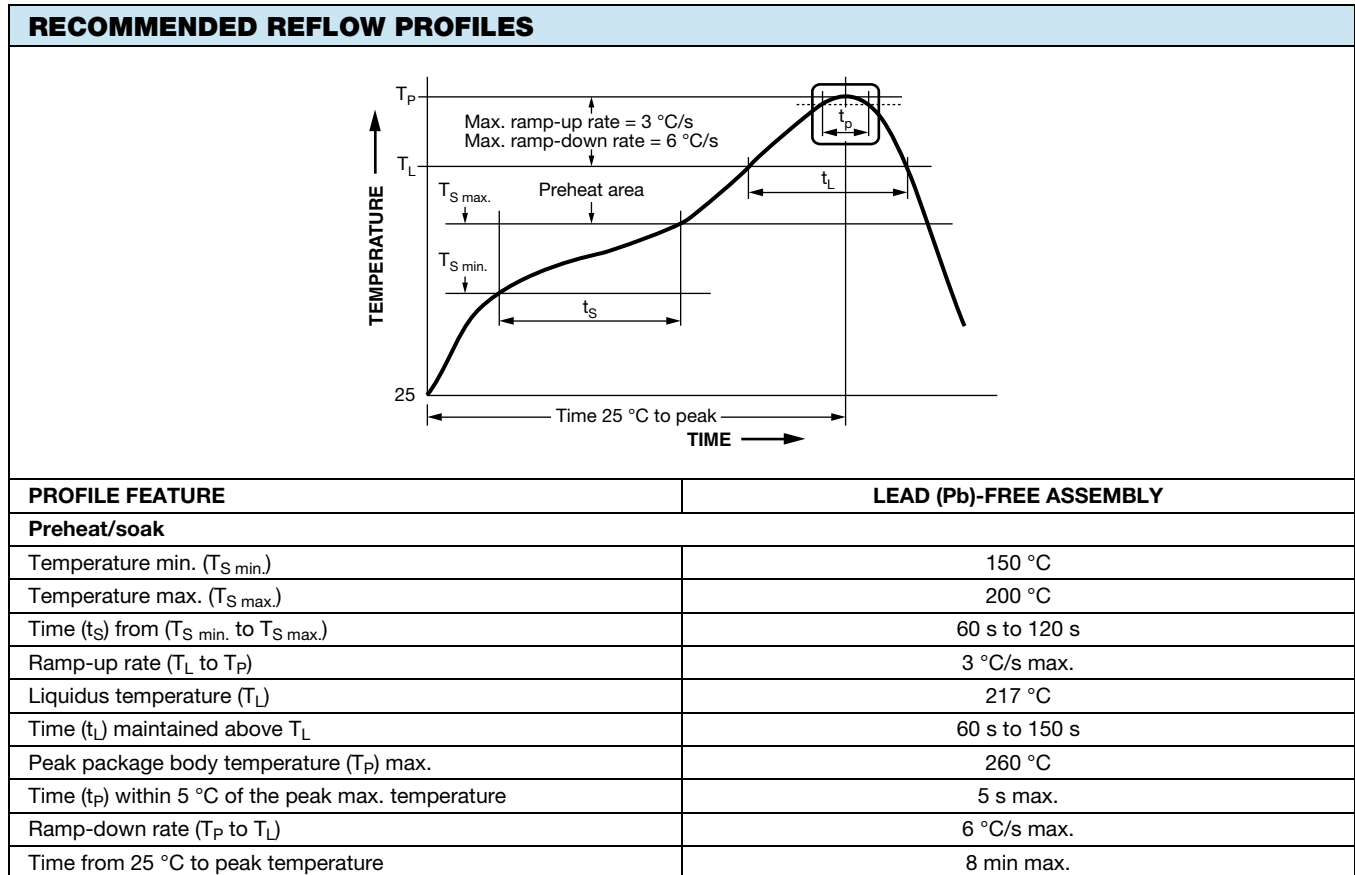 RECOMMENDED REFLOW PROFILES
TP
Max. ramp-up rate = 3 °C/s
Max. ramp-down rate = 6 °C/s
tp
TL
tL
TS max.
Preheat area
TS min.
tS
TEMPERATURE
25
Time 25 °C to peak
TIME
PROFILE FEATURE LEAD (Pb)-FREE ASSEMBLY
Preheat/soak
Temperature min. (TS min.) 150 °C
Temperature max. (TS max.) 200 °C
Time (tS) from (TS min. to TS max.) 60 s to 120 s
Ramp-up rate (TL to TP) 3 °C/s max.
Liquidus temperature (TL) 217 °C
Time (tL) maintained above TL 60 s to 150 s
Peak package body temperature (TP) max. 260 °C
Time (tP) within 5 °C of the peak max. temperature 5 s max.
Ramp-down rate (TP to TL) 6 °C/s max.
Time from 25 °C to peak temperature 8 min max.